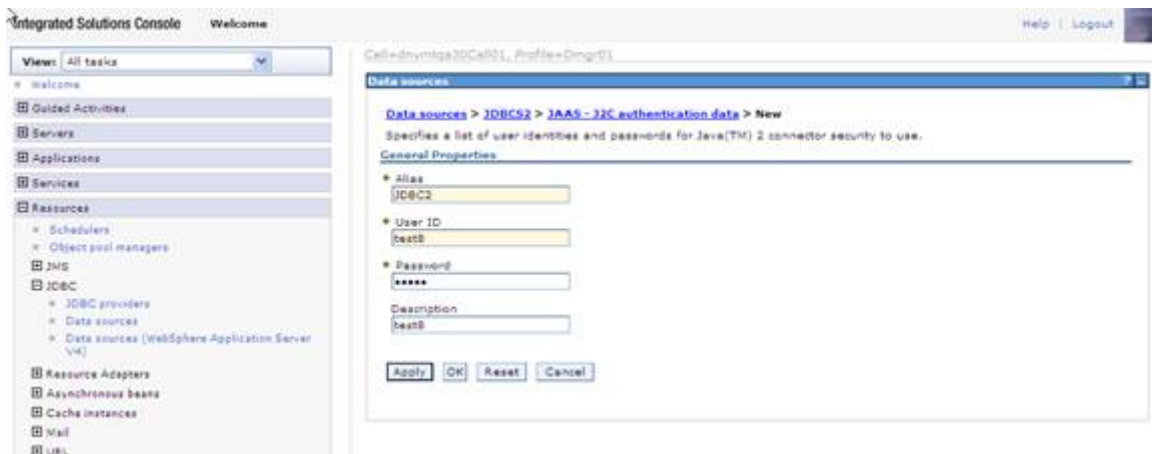 Integrated Solutions Console Welcome
Help | Logout
View: All tasks
Welcome
Guided Activities
Servers
Applications
Services
Resources
Schedulers
Object pool managers
JMS
JDBC
JDBC providers
Data sources
Data sources (WebSphere Application Server
V4)
Resource Adapters
Asynchronous beans
Cache instances
Mail
URL
Profile=Dmgr01
Data sources
Data sources > JDBCS2 > JAAS - J2C authentication data > New
Specifies a list of user identities and passwords for Java(TM) 2 connector security to use.
General Properties
Alias
JDBC2
User ID
test8
Password
•••••
Description
test8
Apply OK Reset Cancel